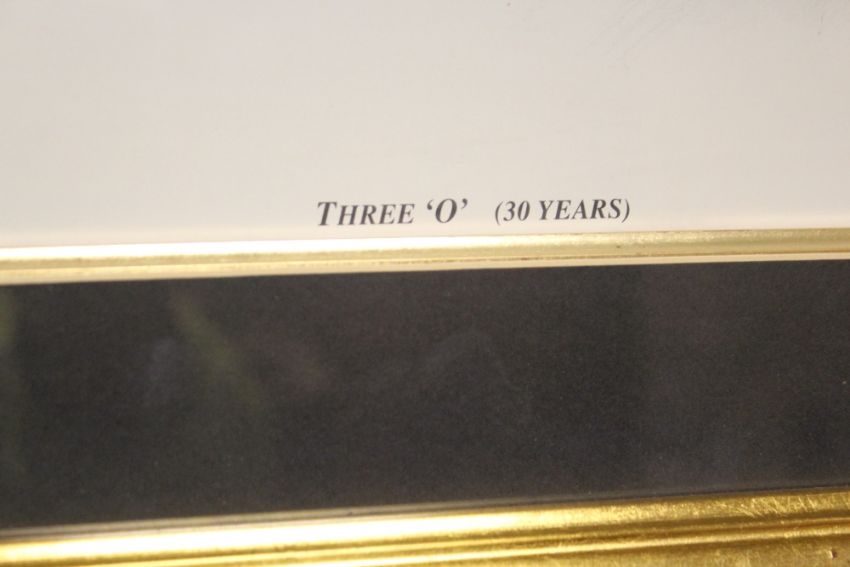 THREE ‘O’ (30 YEARS)